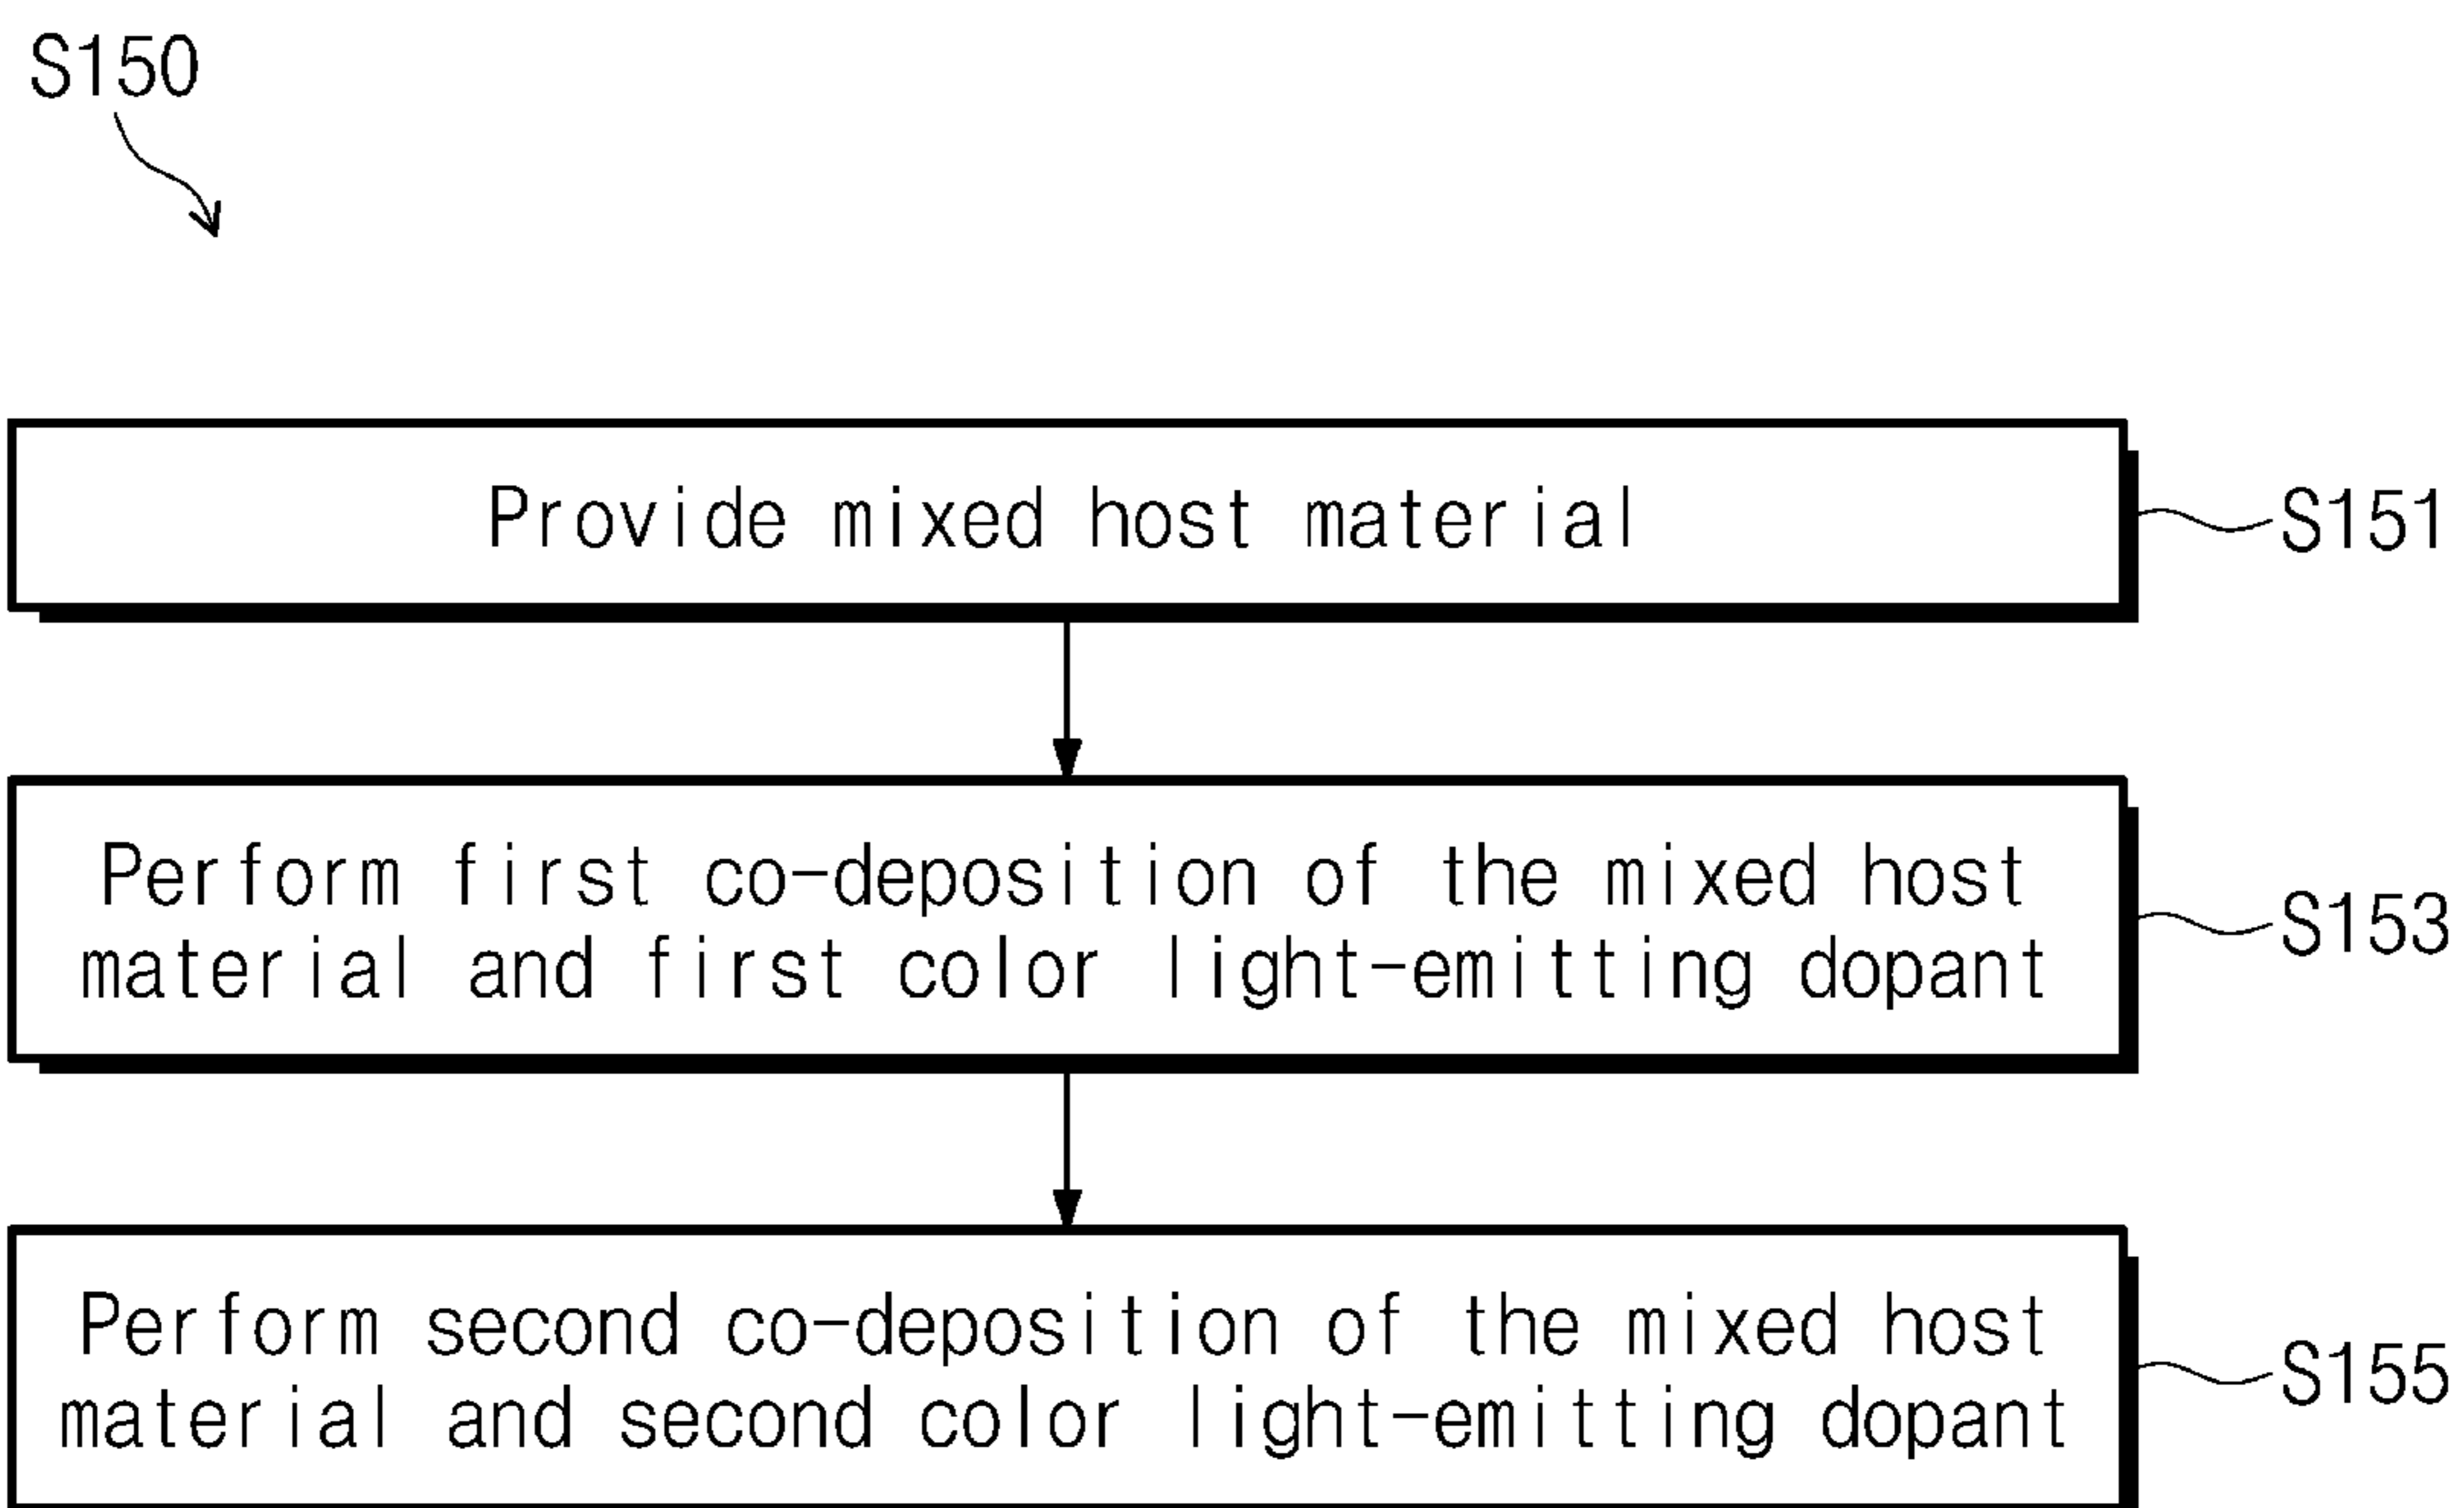 S150
Provide mixed host material
S151
Perform first co-deposition of the mixed host
material and first color light-emitting dopant
S153
Perform second co-deposition of the mixed host
material and second color light-emitting dopant
S155